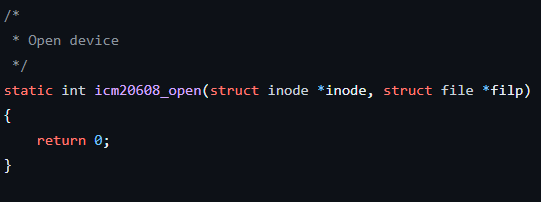 /*
 * Open device
 */
static int icm20608_open(struct inode *inode, struct file *filp)
{
    return 0;
}